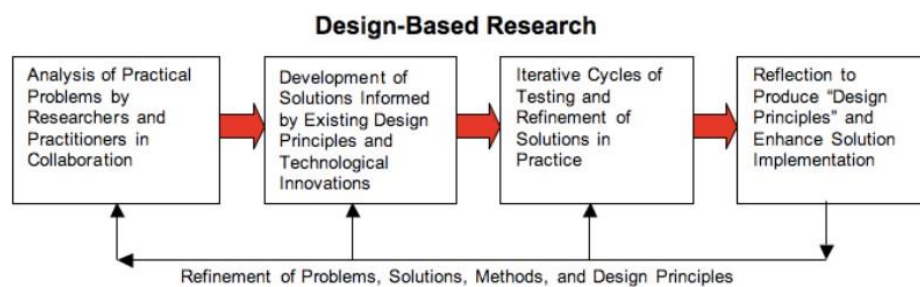 Design-Based Research
Analysis of Practical
Problems by
Researchers and
Practitioners in
Collaboration
Development of
Solutions Informed
by Existing Design
Principles and
Technological
Innovations
Iterative Cycles of
Testing and
Refinement of
Solutions in
Practice
Reflection to
Produce “Design
Principles” and
Enhance Solution
Implementation
Refinement of Problems, Solutions, Methods, and Design Principles